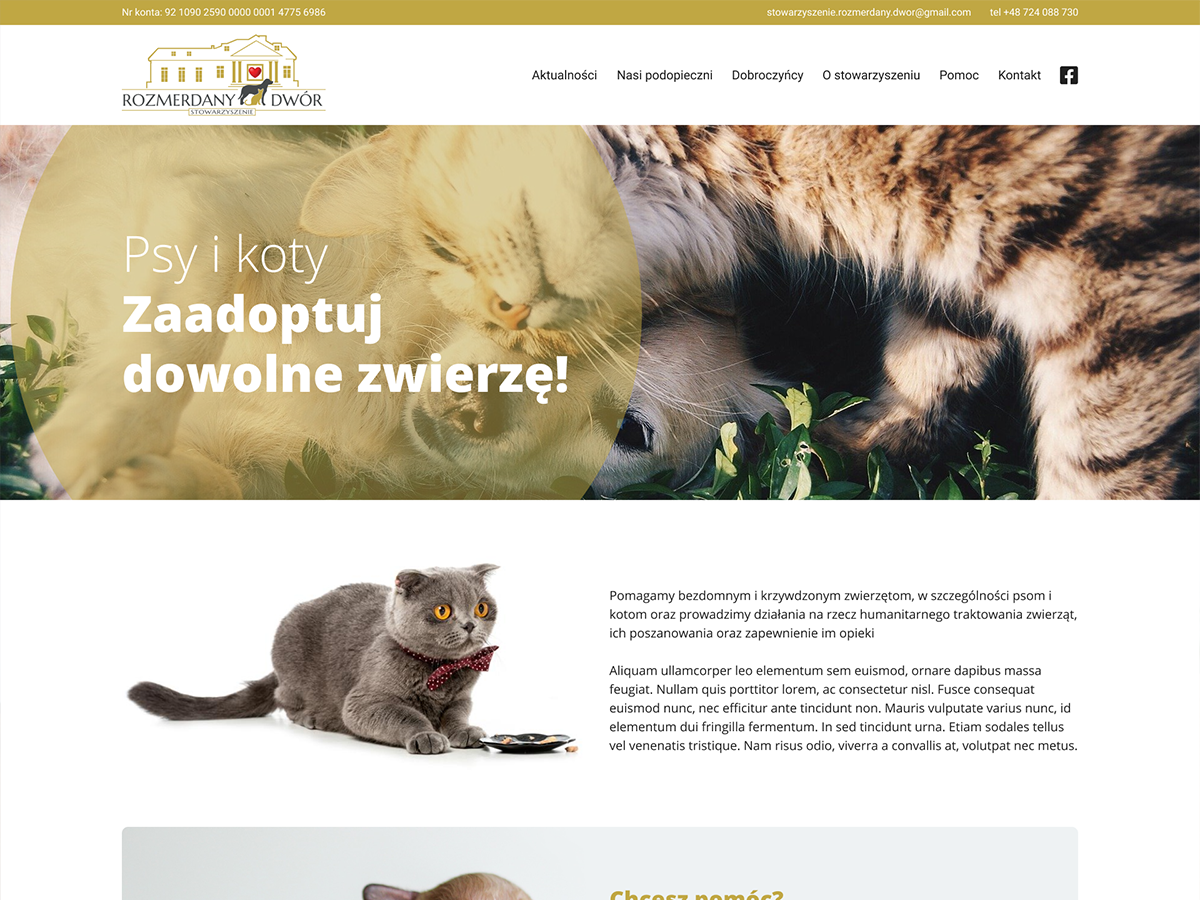 Nr konta: 92 1090 2590 0000 0001 4775 6986
stowarzyszenie.rozmerdany.dwor@gmail.com
tel +48 724 088 730
ROZMERDANY DWÓR
STOWARZYSZENIE
Aktualności
Nasi podopieczni
Dobroczyńcy
O stowarzyszeniu
Pomoc
Kontakt
Psy i koty
Zaadoptuj
dowolne zwierzę!
Pomagamy bezdomnym i krzywdzonym zwierzętom, w szczególności psom i
kotom oraz prowadzimy działania na rzecz humanitarnego traktowania zwierząt,
ich poszanowania oraz zapewnienie im opieki
Aliquam ullamcorper leo elementum sem euismod, ornare dapibus massa
feugiat. Nullam quis porttitor lorem, ac consectetur nisl. Fusce consequat
euismod nunc, nec efficitur ante tincidunt non. Mauris vulputate varius nunc, id
elementum dui fringilla fermentum. In sed tincidunt urna. Etiam sodales tellus
vel venenatis tristique. Nam risus odio, viverra a convallis at, volutpat nec metus.
Chcesz pomóc?